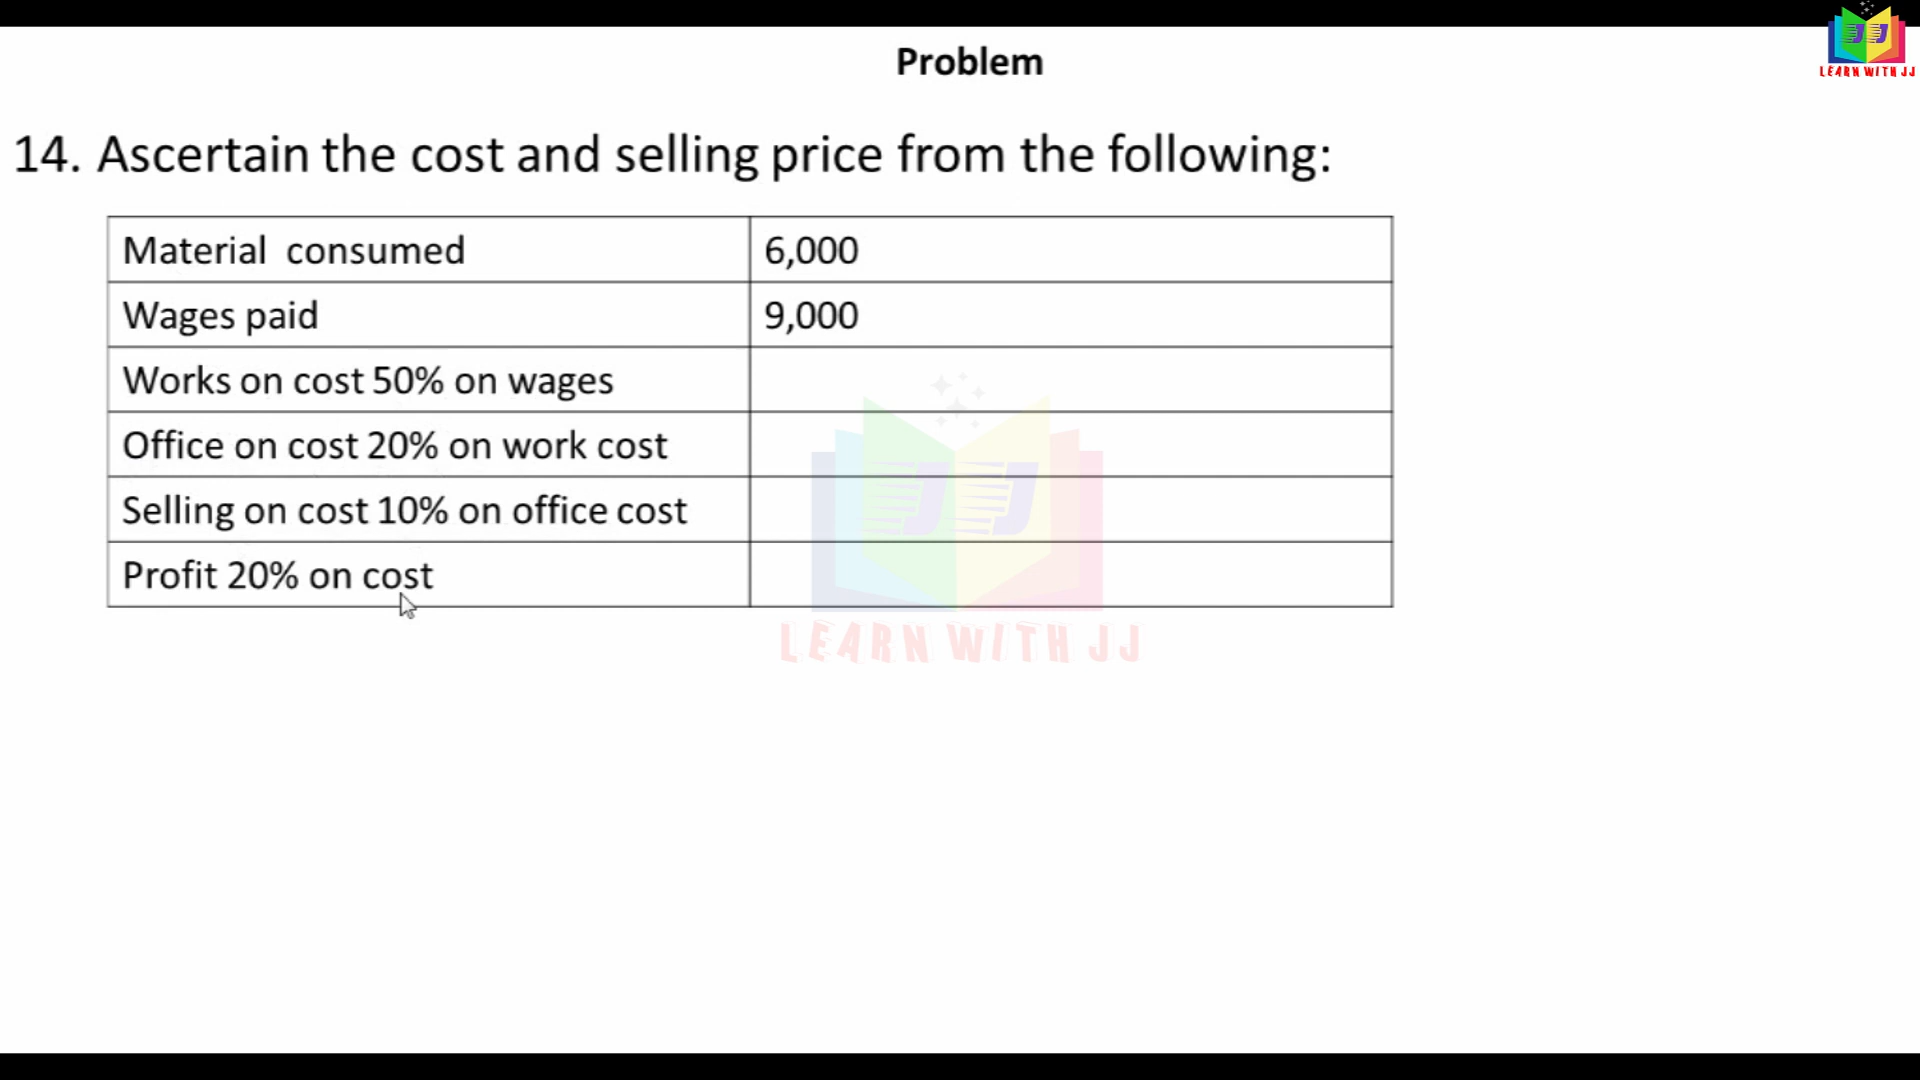 Problem
LEARN WITH JJ
14. Ascertain the cost and selling price from the following:
Material consumed 6,000
Wages paid 9,000
Works on cost 50% on wages
Office on cost 20% on work cost
Selling on cost 10% on office cost
Profit 20% on cost
JJ
LEARN WITH JJ